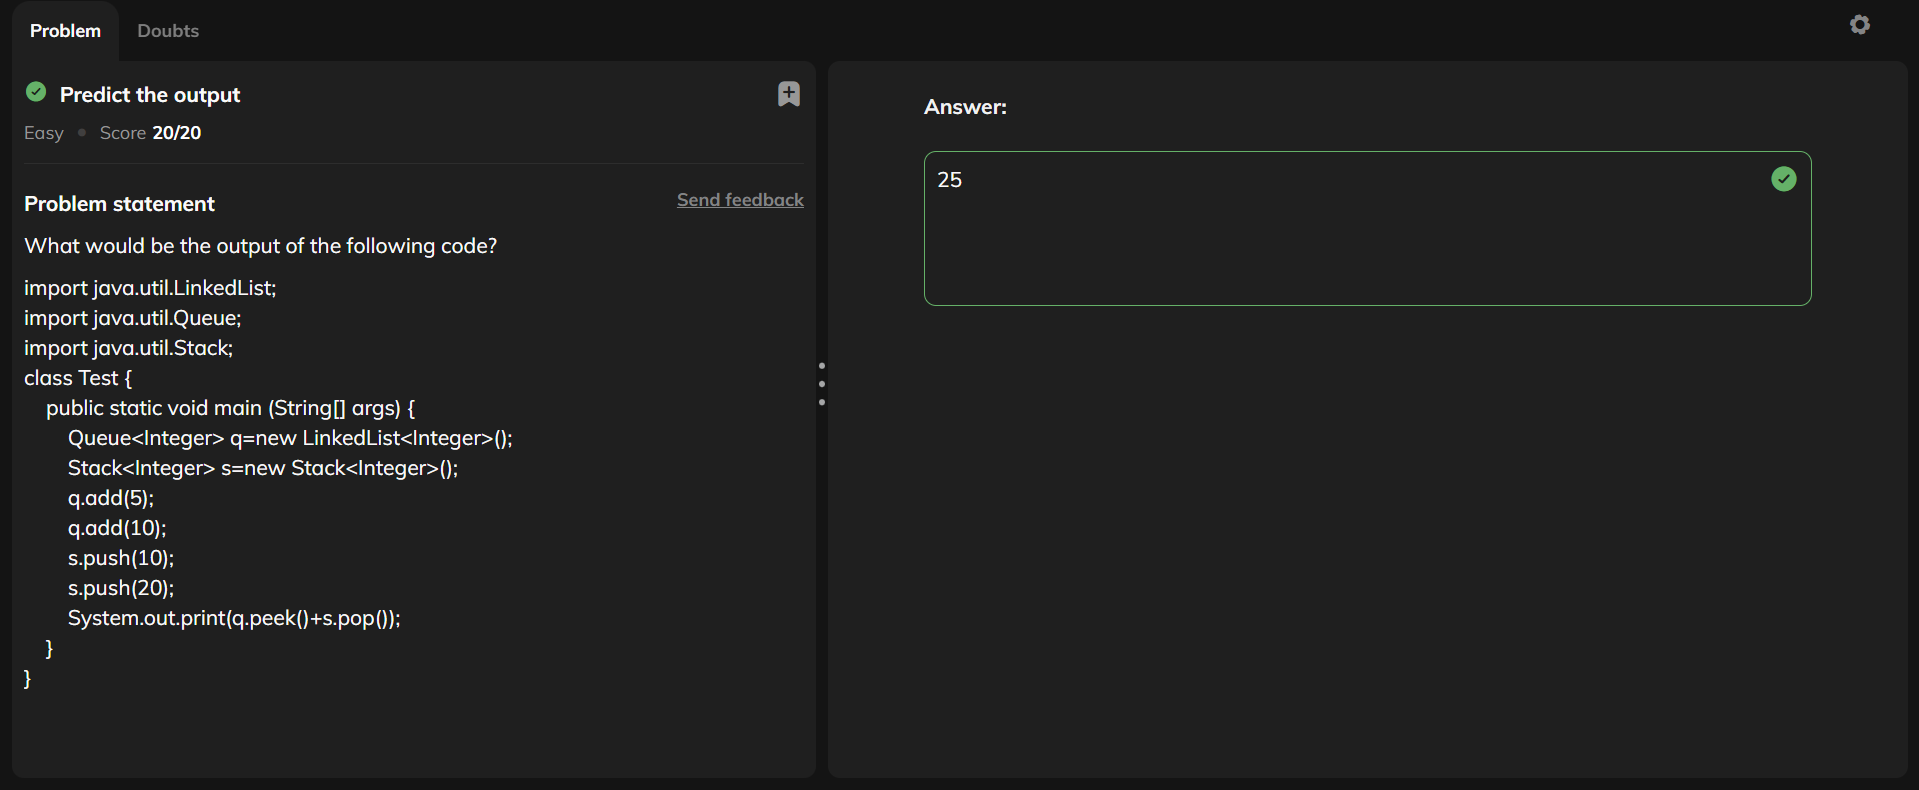 Problem
Doubts
Predict the output
Easy • Score 20/20
Problem statement
Send feedback
What would be the output of the following code?
import java.util.LinkedList;
import java.util.Queue;
import java.util.Stack;
class Test {
    public static void main (String[] args) {
        Queue<Integer> q=new LinkedList<Integer>();
        Stack<Integer> s=new Stack<Integer>();
        q.add(5);
        q.add(10);
        s.push(10);
        s.push(20);
        System.out.print(q.peek()+s.pop());
    }
}
Answer:
25